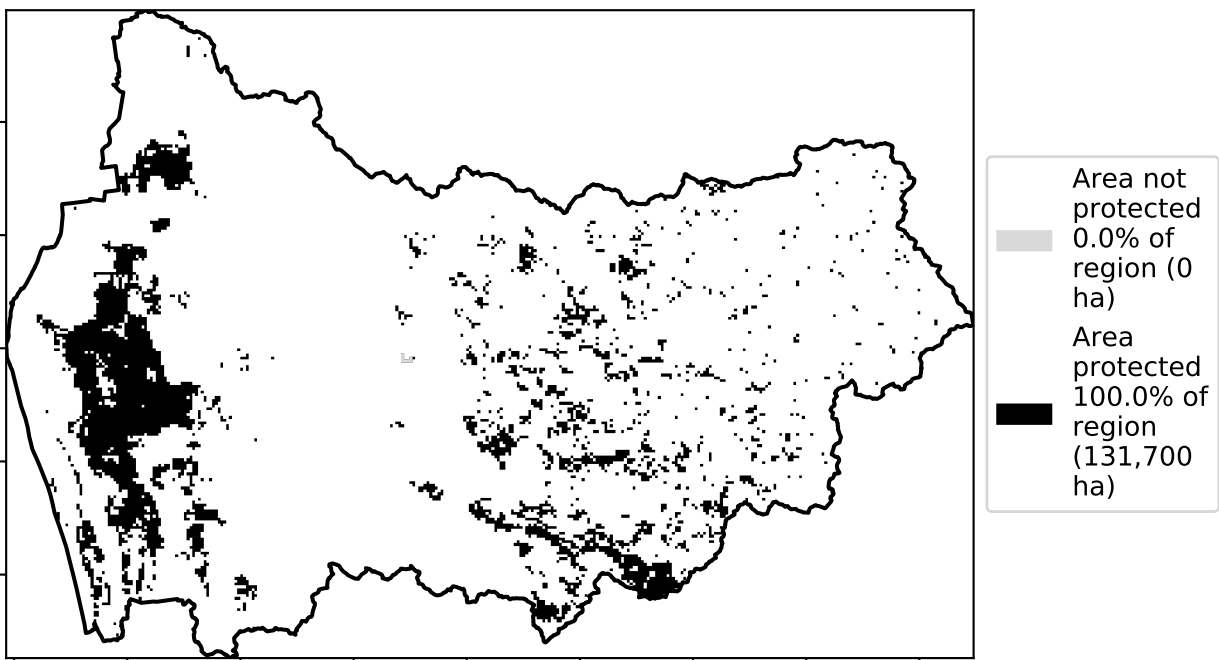 Area not
protected
0.0% of
region (0
ha)
Area
protected
100.0% of
region
(131,700
ha)